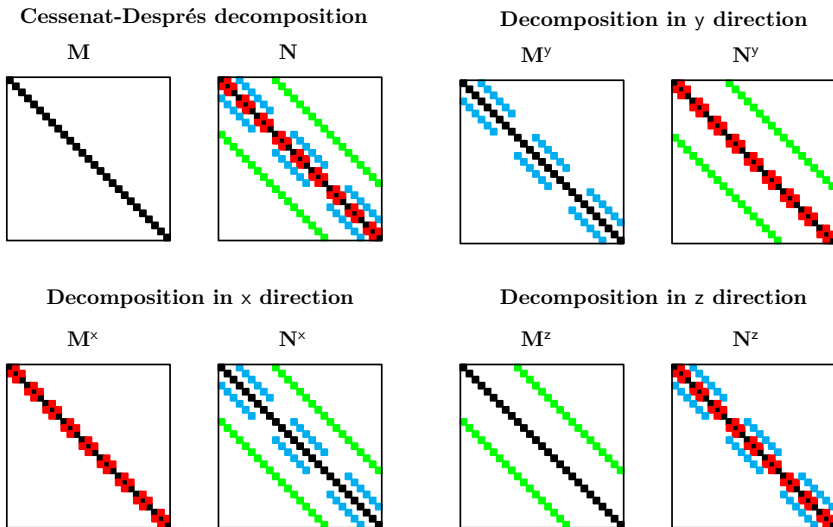 Cessenat-Després decomposition
M N
Decomposition in y direction
Mʸ Nʸ
Decomposition in x direction
Mˣ Nˣ
Decomposition in z direction
Mᶻ Nᶻ